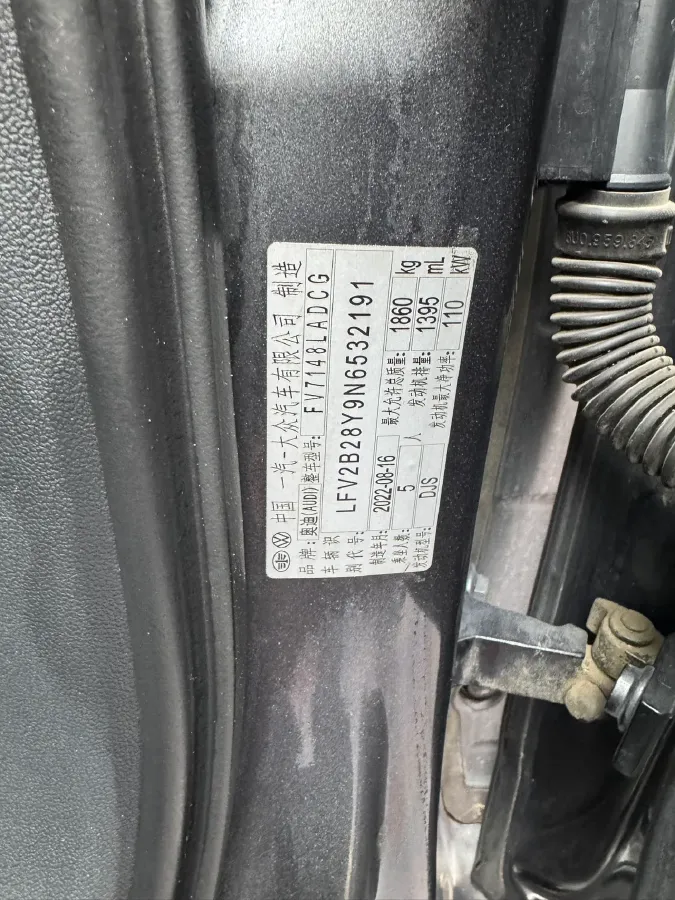 中国 一汽-大众汽车有限公司 制造
品牌:奥迪(AUDI) 整车型号: FV7148LADCG
车辆识别代号: LFV2B28Y9N6532191
制造年月: 2022-08-16 最大允许总质量: 1860 kg
乘坐人数: 5 人 发动机排量: 1395 mL
发动机型号: DJS 发动机最大净功率: 110 kW